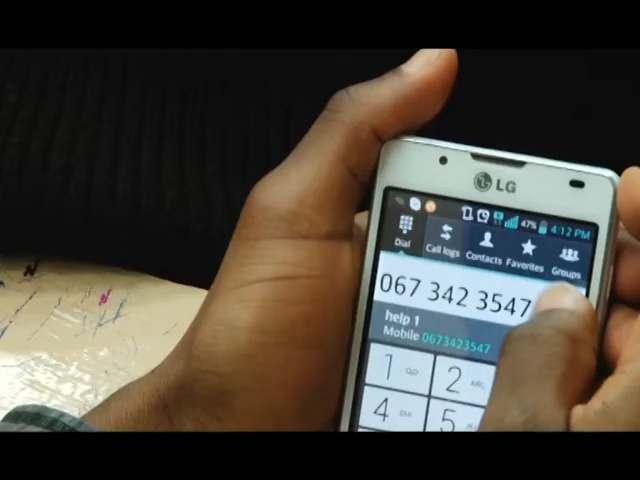 LG
47% 4:12 PM
Dial Call logs Contacts Favorites Groups
067 342 3547
help 1
Mobile 0673423547
1 2 ABC
4 5